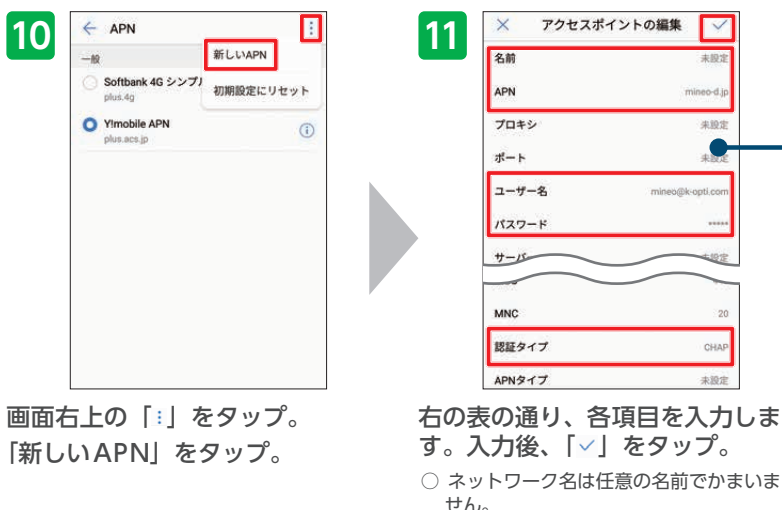 10
APN
一般
新しいAPN
Softbank 4G シンプル
plus.4g
初期設定にリセット
Y!mobile APN
plus.acs.jp
画面右上の「⋮」をタップ。
「新しいAPN」をタップ。
11
アクセスポイントの編集
名前 未設定
APN mineo-d.jp
プロキシ 未設定
ポート 未設定
ユーザー名 mineo@k-opti.com
パスワード *****
サーバー 未設定
MNC 20
認証タイプ CHAP
APNタイプ 未設定
右の表の通り、各項目を入力しま
す。入力後、「✓」をタップ。
○ ネットワーク名は任意の名前でかまいま
せん。